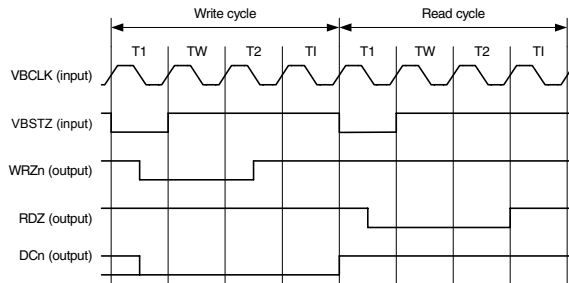 Write cycle Read cycle
T1 TW T2 TI T1 TW T2 TI
VBCLK (input)
VBSTZ (input)
WRZn (output)
RDZ (output)
DCn (output)